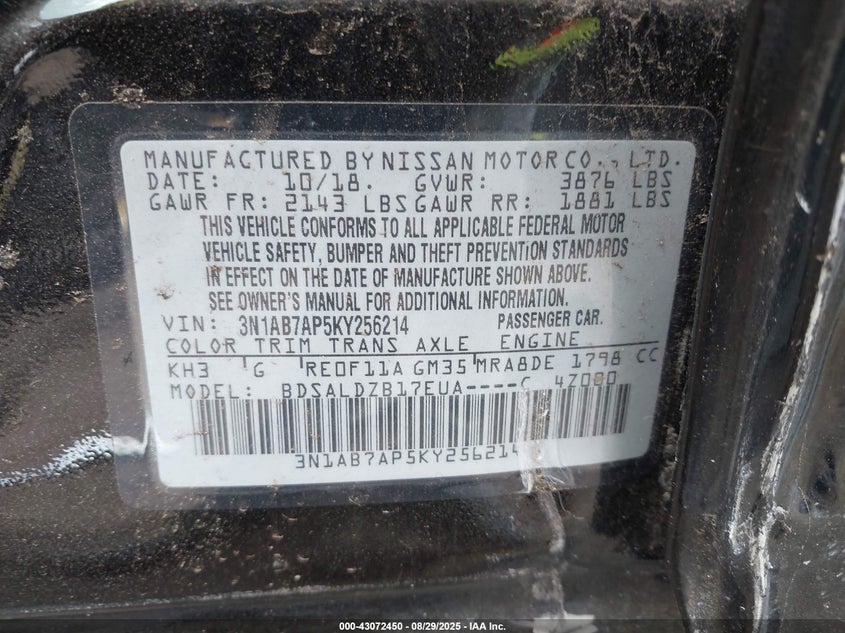 MANUFACTURED BY NISSAN MOTOR CO., LTD.
DATE: 10/18. GVWR: 3876 LBS
GAWR FR: 2143 LBS GAWR RR: 1881 LBS
THIS VEHICLE CONFORMS TO ALL APPLICABLE FEDERAL MOTOR
VEHICLE SAFETY, BUMPER AND THEFT PREVENTION STANDARDS
IN EFFECT ON THE DATE OF MANUFACTURE SHOWN ABOVE.
SEE OWNER'S MANUAL FOR ADDITIONAL INFORMATION.
VIN: 3N1AB7AP5KY256214 PASSENGER CAR.
COLOR TRIM TRANS AXLE ENGINE
KH3 G RE0F11A GM35 MRA8DE 1798 CC
MODEL: BDSALDZB17EUA----C 4Z000
3N1AB7AP5KY256214
000-43072450 - 08/29/2025 - IAA Inc.